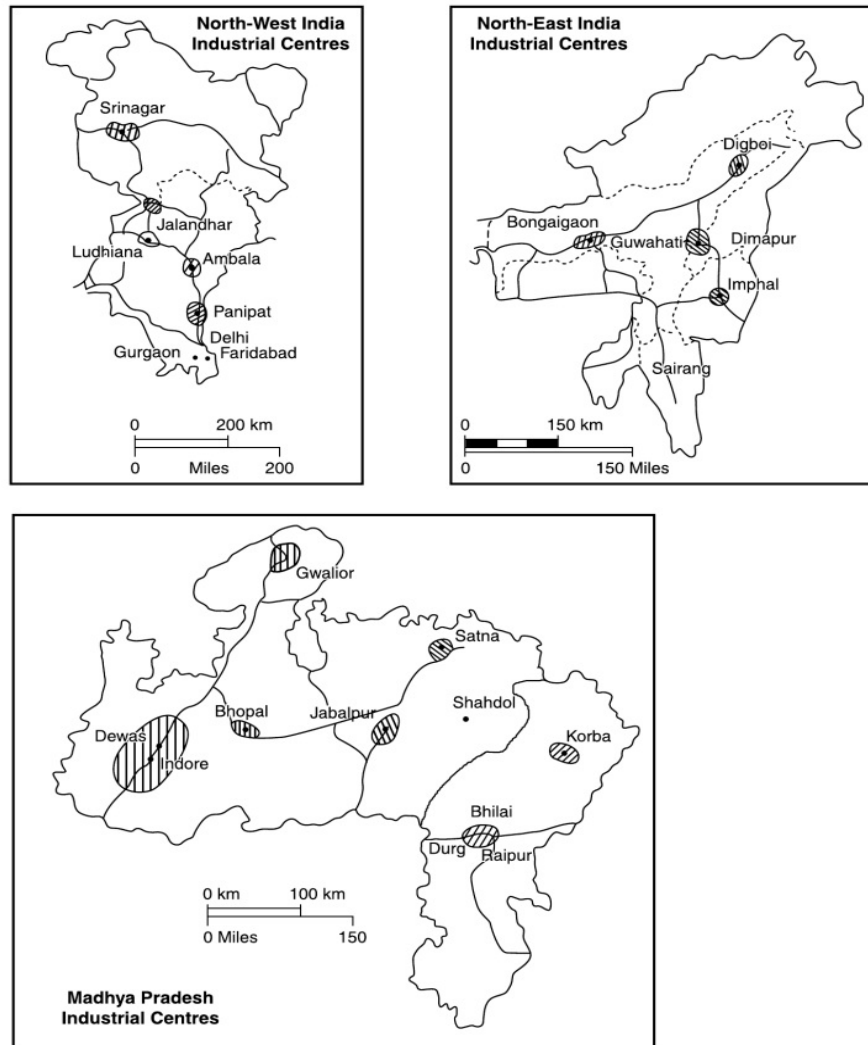 North-West India
Industrial Centres
Srinagar
Jalandhar
Ludhiana
Ambala
Panipat
Delhi
Gurgaon
Faridabad
0 200 km
0 Miles 200
North-East India
Industrial Centres
Digboi
Bongaigaon
Guwahati
Dimapur
Imphal
Sairang
0 150 km
0 150 Miles
Gwalior
Satna
Shahdol
Bhopal
Jabalpur
Dewas
Indore
Korba
Bhilai
Durg
Raipur
0 km 100 km
0 Miles 150
Madhya Pradesh
Industrial Centres